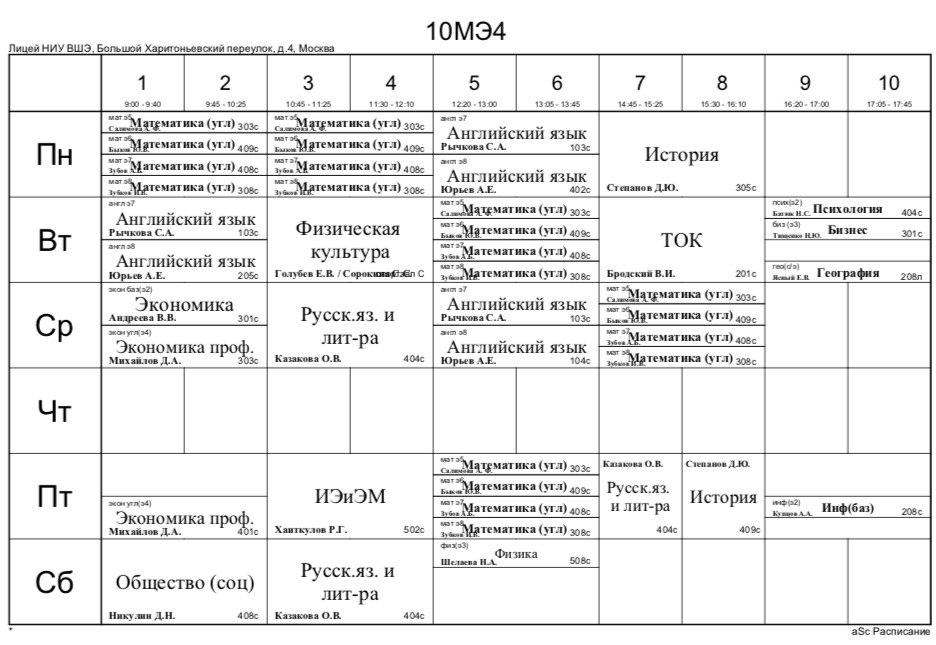 10МЭ4
Лицей НИУ ВШЭ, Большой Харитоньевский переулок, д.4, Москва
1 2 3 4 5 6 7 8 9 10
9:00 - 9:40 9:45 - 10:25 10:45 - 11:25 11:30 - 12:10 12:20 - 13:00 13:05 - 13:45 14:45 - 15:25 15:30 - 16:10 16:20 - 17:00 17:05 - 17:45
Пн
мат э5
Математика (угл)
Салимова А. Ф. 303с
мат э6
Математика (угл)
Быков Ю.В. 409с
мат э7
Математика (угл)
Зубов А.Б. 408с
мат э8
Математика (угл)
Зубков И.В. 308с
мат э5
Математика (угл)
Салимова А. Ф. 303с
мат э6
Математика (угл)
Быков Ю.В. 409с
мат э7
Математика (угл)
Зубов А.Б. 408с
мат э8
Математика (угл)
Зубков И.В. 308с
англ э7
Английский язык
Рычкова С.А. 103с
англ э8
Английский язык
Юрьев А.Е. 402с
История
Степанов Д.Ю. 305с
Вт
англ э7
Английский язык
Рычкова С.А. 103с
англ э8
Английский язык
Юрьев А.Е. 205с
Физическая
культура
Голубев Е.В. / Сорокина С.С.
мат э5
Математика (угл)
Салимова А. Ф. 303с
мат э6
Математика (угл)
Быков Ю.В. 409с
мат э7
Математика (угл)
Зубов А.Б. 408с
мат э8
Математика (угл)
Зубков И.В. 308с
ТОК
Бродский В.И. 201с
псих(э2)
Психология
Багник Н.С. 404с
биз (э3)
Бизнес
Тищенко Н.Ю. 301с
гео(с/э)
География
Ясный Е.В. 208л
Ср
экон баз(э2)
Экономика
Андреева В.В. 301с
экон угл(э4)
Экономика проф.
Михайлов Д.А. 303с
Русск.яз. и
лит-ра
Казакова О.В. 404с
англ э7
Английский язык
Рычкова С.А. 103с
англ э8
Английский язык
Юрьев А.Е. 104с
мат э5
Математика (угл)
Салимова А. Ф. 303с
мат э6
Математика (угл)
Быков Ю.В. 409с
мат э7
Математика (угл)
Зубов А.Б. 408с
мат э8
Математика (угл)
Зубков И.В. 308с
Чт
Пт
экон угл(э4)
Экономика проф.
Михайлов Д.А. 401с
ИЭиЭМ
Хаиткулов Р.Г. 502с
мат э5
Математика (угл)
Салимова А. Ф. 303с
мат э6
Математика (угл)
Быков Ю.В. 409с
мат э7
Математика (угл)
Зубов А.Б. 408с
мат э8
Математика (угл)
Зубков И.В. 308с
Казакова О.В.
Русск.яз.
и лит-ра
404с
Степанов Д.Ю.
История
409с
инф(э2)
Инф(баз)
Купцов А.А. 208с
Сб
Общество (соц)
Никулин Д.Н. 408с
Русск.яз. и
лит-ра
Казакова О.В. 404с
физ(э3)
Физика
Шелаева Н.А. 508с
* aSc Расписание